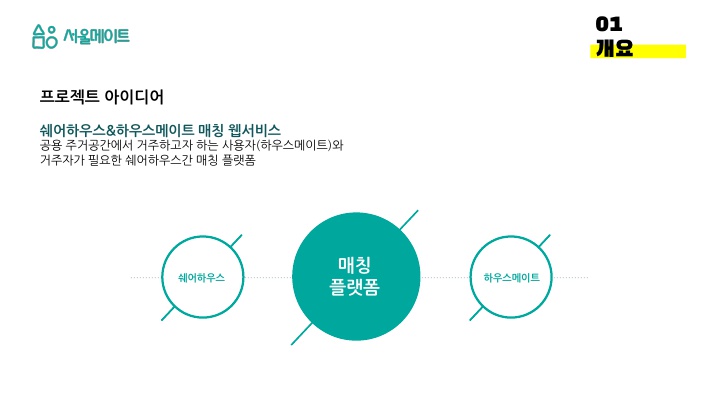 서울메이트
01
개요
프로젝트 아이디어
쉐어하우스&하우스메이트 매칭 웹서비스
공용 주거공간에서 거주하고자 하는 사용자(하우스메이트)와
거주자가 필요한 쉐어하우스간 매칭 플랫폼
쉐어하우스
매칭
플랫폼
하우스메이트